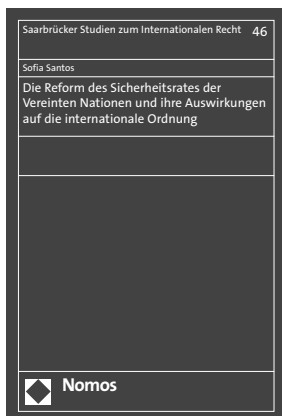 Saarbrücker Studien zum Internationalen Recht 46
Sofia Santos
Die Reform des Sicherheitsrates der
Vereinten Nationen und ihre Auswirkungen
auf die internationale Ordnung
Nomos